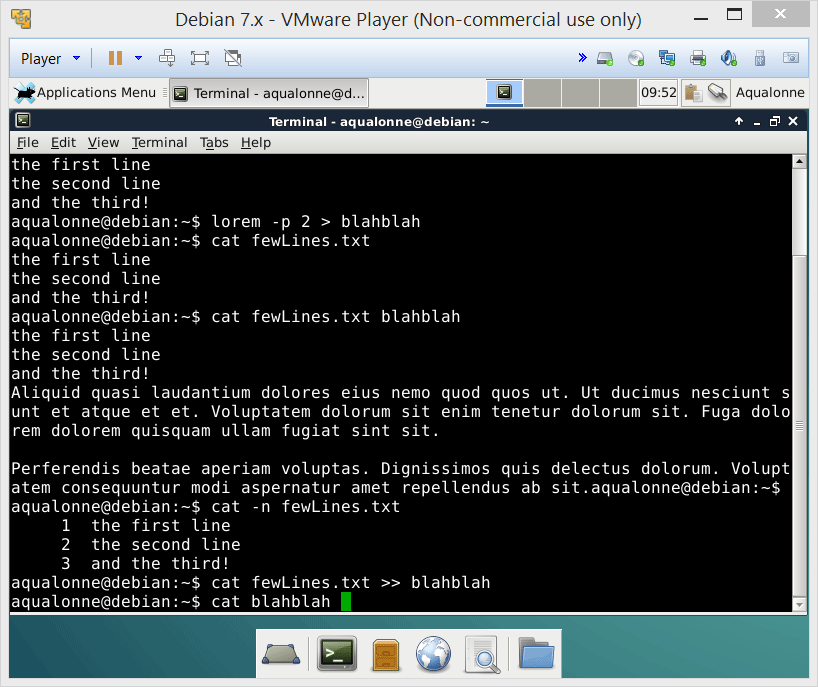 Debian 7.x - VMware Player (Non-commercial use only)
Player
Applications Menu
Terminal - aqualonne@d...
09:52
Aqualonne
Terminal - aqualonne@debian: ~
File Edit View Terminal Tabs Help
the first line
the second line
and the third!
aqualonne@debian:~$ lorem -p 2 > blahblah
aqualonne@debian:~$ cat fewLines.txt
the first line
the second line
and the third!
aqualonne@debian:~$ cat fewLines.txt blahblah
the first line
the second line
and the third!
Aliquid quasi laudantium dolores eius nemo quod quos ut. Ut ducimus nesciunt s
unt et atque et et. Voluptatem dolorum sit enim tenetur dolorum sit. Fuga dolo
rem dolorem quisquam ullam fugiat sint sit.
Perferendis beatae aperiam voluptas. Dignissimos quis delectus dolorum. Volupt
atem consequuntur modi aspernatur amet repellendus ab sit.aqualonne@debian:~$
aqualonne@debian:~$ cat -n fewLines.txt
1 the first line
2 the second line
3 and the third!
aqualonne@debian:~$ cat fewLines.txt >> blahblah
aqualonne@debian:~$ cat blahblah